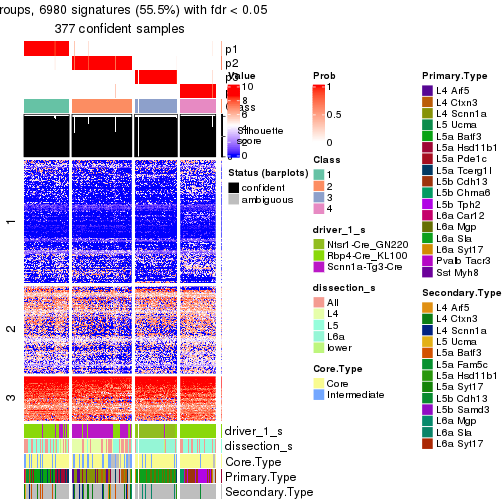 roups, 6980 signatures (55.5%) with fdr < 0.05
377 confident samples
p1
p2
Value
10
8
6
4
2
0
Silhouette
score
Status (barplots)
confident
ambiguous
1
2
3
driver_1_s
dissection_s
Core.Type
Primary.Type
Secondary.Type
Prob
1
0.5
0
Class
1
2
3
4
driver_1_s
Ntsr1-Cre_GN220
Rbp4-Cre_KL100
Scnn1a-Tg3-Cre
dissection_s
All
L4
L5
L6a
lower
Core.Type
Core
Intermediate
Primary.Type
L4 Arf5
L4 Ctxn3
L4 Scnn1a
L5 Ucma
L5a Batf3
L5a Hsd11b1
L5a Pde1c
L5a Tcerg1l
L5b Cdh13
L5b Chrna6
L5b Tph2
L6a Car12
L6a Mgp
L6a Sla
L6a Syt17
Pvalb Tacr3
Sst Myh8
Secondary.Type
L4 Arf5
L4 Ctxn3
L4 Scnn1a
L5 Ucma
L5a Batf3
L5a Fam5c
L5a Hsd11b1
L5a Syt17
L5b Cdh13
L5b Samd3
L6a Mgp
L6a Sla
L6a Syt17